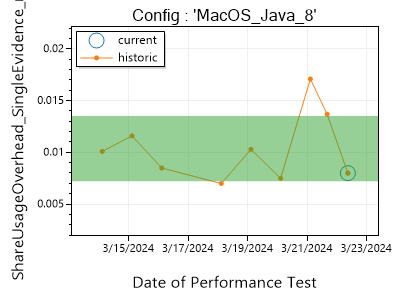 Config : 'MacOS_Java_8'
ShareUsageOverhead_SingleEvidence_
current
historic
0.02
0.015
0.01
0.005
3/15/2024
3/17/2024
3/19/2024
3/21/2024
3/23/2024
Date of Performance Test